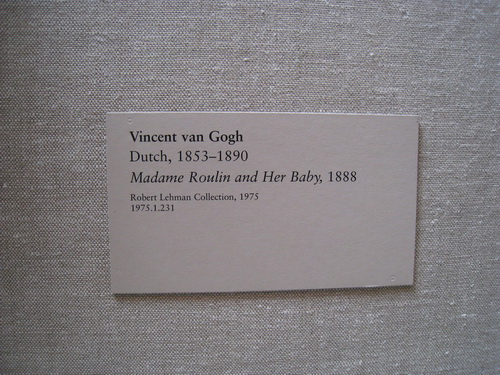 Vincent van Gogh
Dutch, 1853–1890
Madame Roulin and Her Baby, 1888
Robert Lehman Collection, 1975
1975.1.231